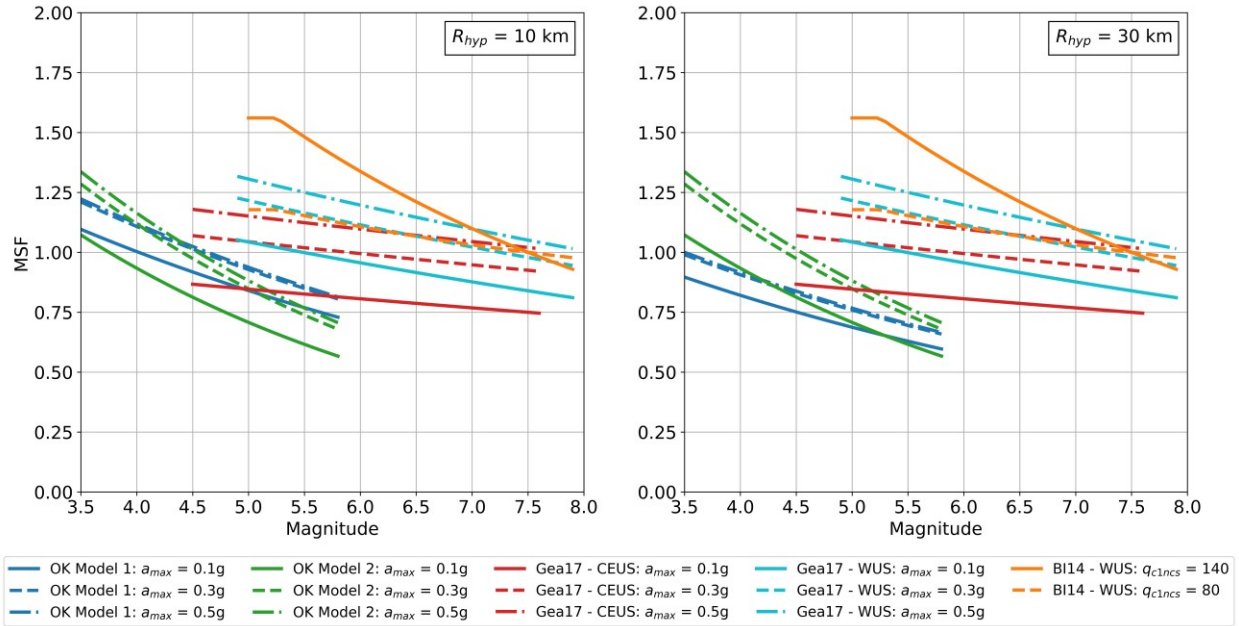 R_hyp = 10 km
2.00
1.75
1.50
1.25
1.00
0.75
0.50
0.25
0.00
MSF
3.5 4.0 4.5 5.0 5.5 6.0 6.5 7.0 7.5 8.0
Magnitude
R_hyp = 30 km
2.00
1.75
1.50
1.25
1.00
0.75
0.50
0.25
0.00
3.5 4.0 4.5 5.0 5.5 6.0 6.5 7.0 7.5 8.0
Magnitude
OK Model 1: a_max = 0.1g
OK Model 1: a_max = 0.3g
OK Model 1: a_max = 0.5g
OK Model 2: a_max = 0.1g
OK Model 2: a_max = 0.3g
OK Model 2: a_max = 0.5g
Gea17 - CEUS: a_max = 0.1g
Gea17 - CEUS: a_max = 0.3g
Gea17 - CEUS: a_max = 0.5g
Gea17 - WUS: a_max = 0.1g
Gea17 - WUS: a_max = 0.3g
Gea17 - WUS: a_max = 0.5g
BI14 - WUS: q_c1ncs = 140
BI14 - WUS: q_c1ncs = 80